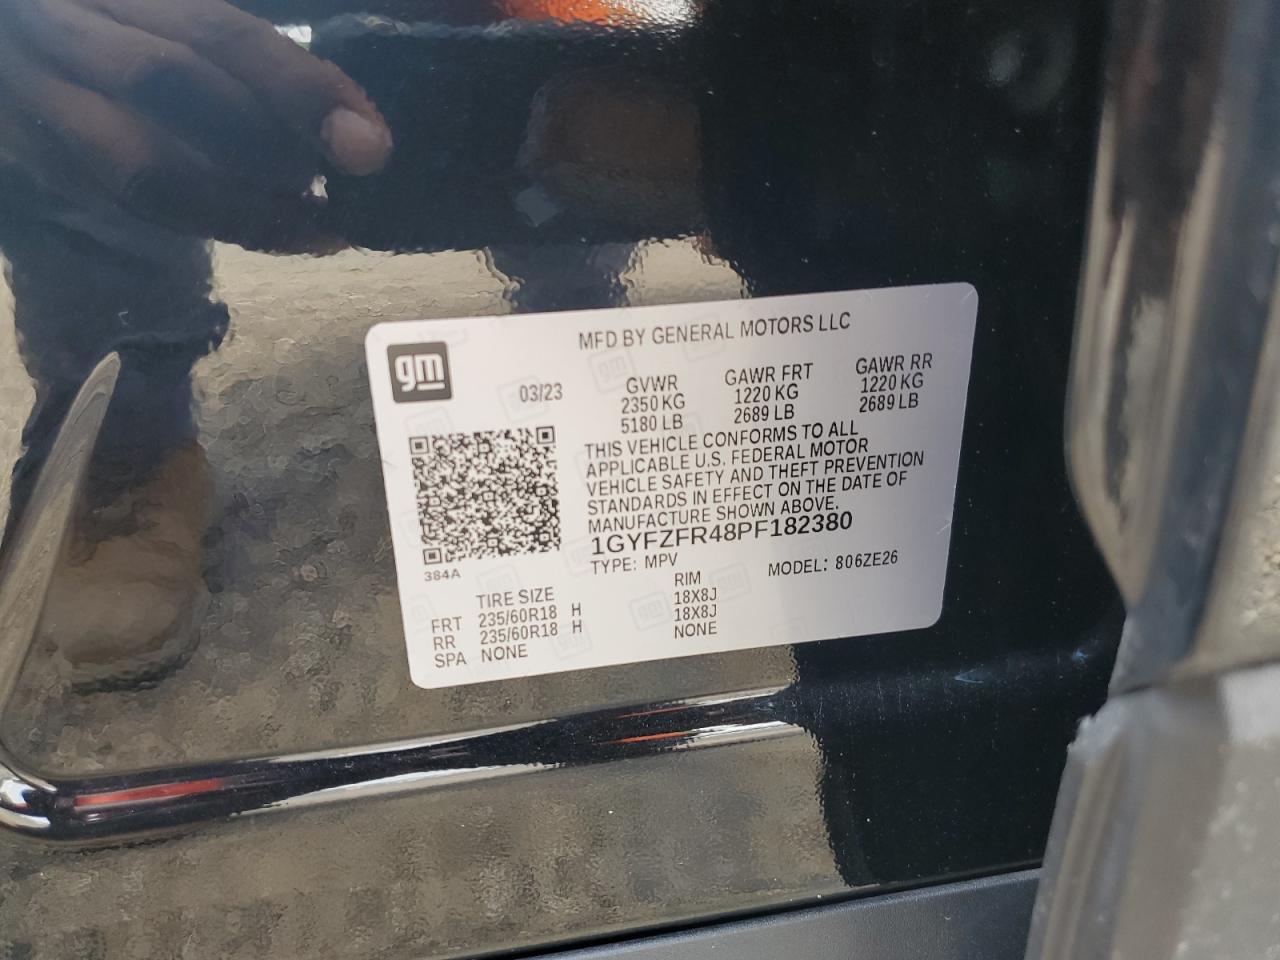 MFD BY GENERAL MOTORS LLC
gm
03/23
GVWR GAWR FRT GAWR RR
2350 KG 1220 KG 1220 KG
5180 LB 2689 LB 2689 LB
THIS VEHICLE CONFORMS TO ALL
APPLICABLE U.S. FEDERAL MOTOR
VEHICLE SAFETY AND THEFT PREVENTION
STANDARDS IN EFFECT ON THE DATE OF
MANUFACTURE SHOWN ABOVE.
1GYFZFR48PF182380
TYPE: MPV MODEL: 806ZE26
384A
TIRE SIZE RIM
FRT 235/60R18 H 18X8J
RR 235/60R18 H 18X8J
SPA NONE NONE